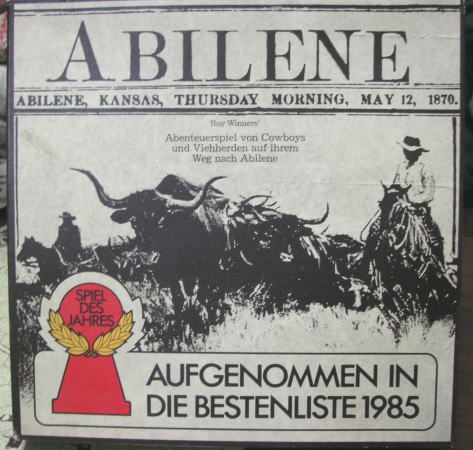 ABILENE
ABILENE, KANSAS, THURSDAY MORNING, MAY 12, 1870.
Roy Winners'
Abenteuerspiel von Cowboys
und Viehherden auf ihrem
Weg nach Abilene
SPIEL
DES
JAHRES
AUFGENOMMEN IN
DIE BESTENLISTE 1985